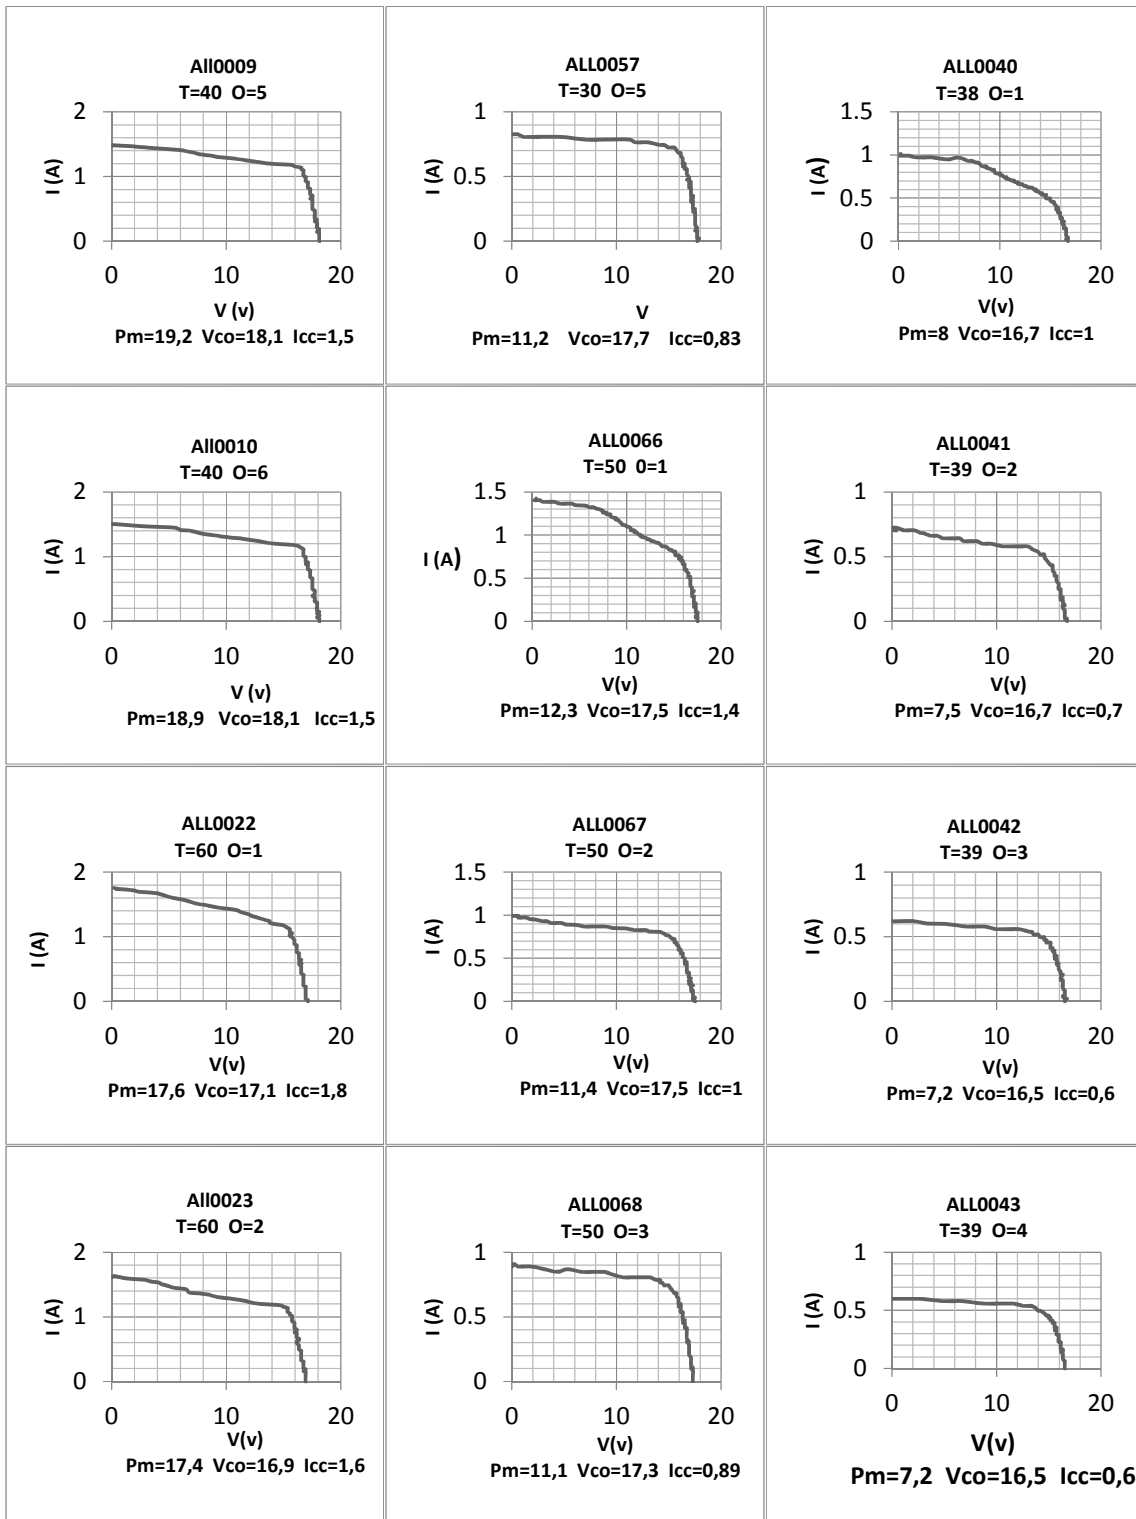 All0009
T=40 O=5
2
1
0
I (A)
0 10 20
V (v)
Pm=19,2 Vco=18,1 Icc=1,5
ALL0057
T=30 O=5
1
0.5
0
I (A)
0 10 20
V
Pm=11,2 Vco=17,7 Icc=0,83
ALL0040
T=38 O=1
1.5
1
0.5
0
I (A)
0 10 20
V(v)
Pm=8 Vco=16,7 Icc=1
All0010
T=40 O=6
2
1
0
I (A)
0 10 20
V (v)
Pm=18,9 Vco=18,1 Icc=1,5
ALL0066
T=50 0=1
1.5
1
0.5
0
I (A)
0 10 20
V(v)
Pm=12,3 Vco=17,5 Icc=1,4
ALL0041
T=39 O=2
1
0.5
0
I (A)
0 10 20
V(v)
Pm=7,5 Vco=16,7 Icc=0,7
ALL0022
T=60 O=1
2
1
0
I (A)
0 10 20
V(v)
Pm=17,6 Vco=17,1 Icc=1,8
ALL0067
T=50 O=2
1.5
1
0.5
0
I (A)
0 10 20
V(v)
Pm=11,4 Vco=17,5 Icc=1
ALL0042
T=39 O=3
1
0.5
0
I (A)
0 10 20
V(v)
Pm=7,2 Vco=16,5 Icc=0,6
All0023
T=60 O=2
2
1
0
I (A)
0 10 20
V(v)
Pm=17,4 Vco=16,9 Icc=1,6
ALL0068
T=50 O=3
1
0.5
0
I (A)
0 10 20
V(v)
Pm=11,1 Vco=17,3 Icc=0,89
ALL0043
T=39 O=4
1
0.5
0
I (A)
0 10 20
V(v)
Pm=7,2 Vco=16,5 Icc=0,6